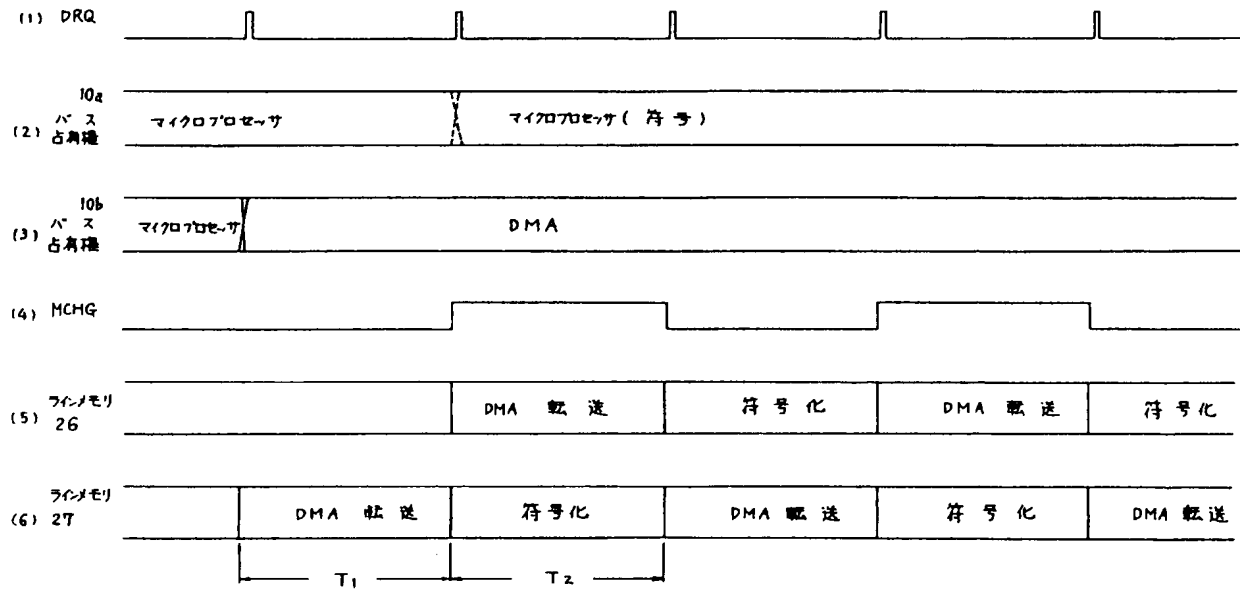 (1) DRQ
10a
(2) バス マイクロプロセッサ マイクロプロセッサ( 符号)
占有権
10b
(3) バス マイクロプロセッサ DMA
占有権
(4) MCHG
ラインメモリ DMA 転送 符号化 DMA 転送 符号化
(5) 26
ラインメモリ DMA 転送 符号化 DMA 転送 符号化 DMA 転送
(6) 27
T1 T2